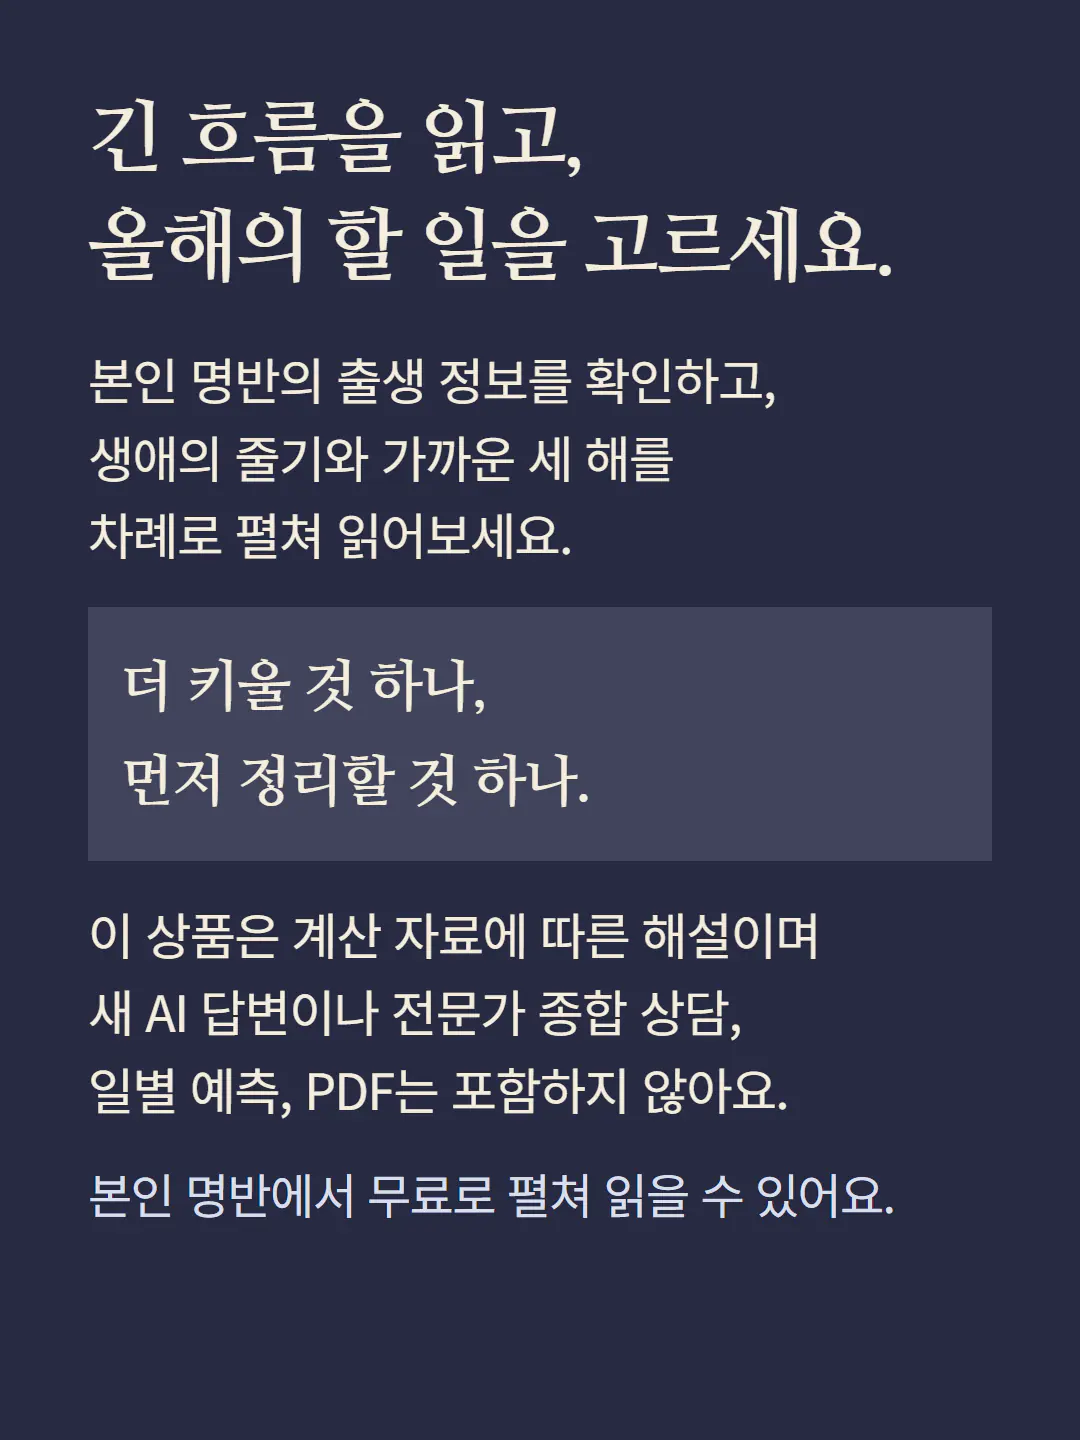 긴 흐름을 읽고,
올해의 할 일을 고르세요.
본인 명반의 출생 정보를 확인하고,
생애의 줄기와 가까운 세 해를
차례로 펼쳐 읽어보세요.
더 키울 것 하나,
먼저 정리할 것 하나.
이 상품은 계산 자료에 따른 해설이며
새 AI 답변이나 전문가 종합 상담,
일별 예측, PDF는 포함하지 않아요.
본인 명반에서 무료로 펼쳐 읽을 수 있어요.